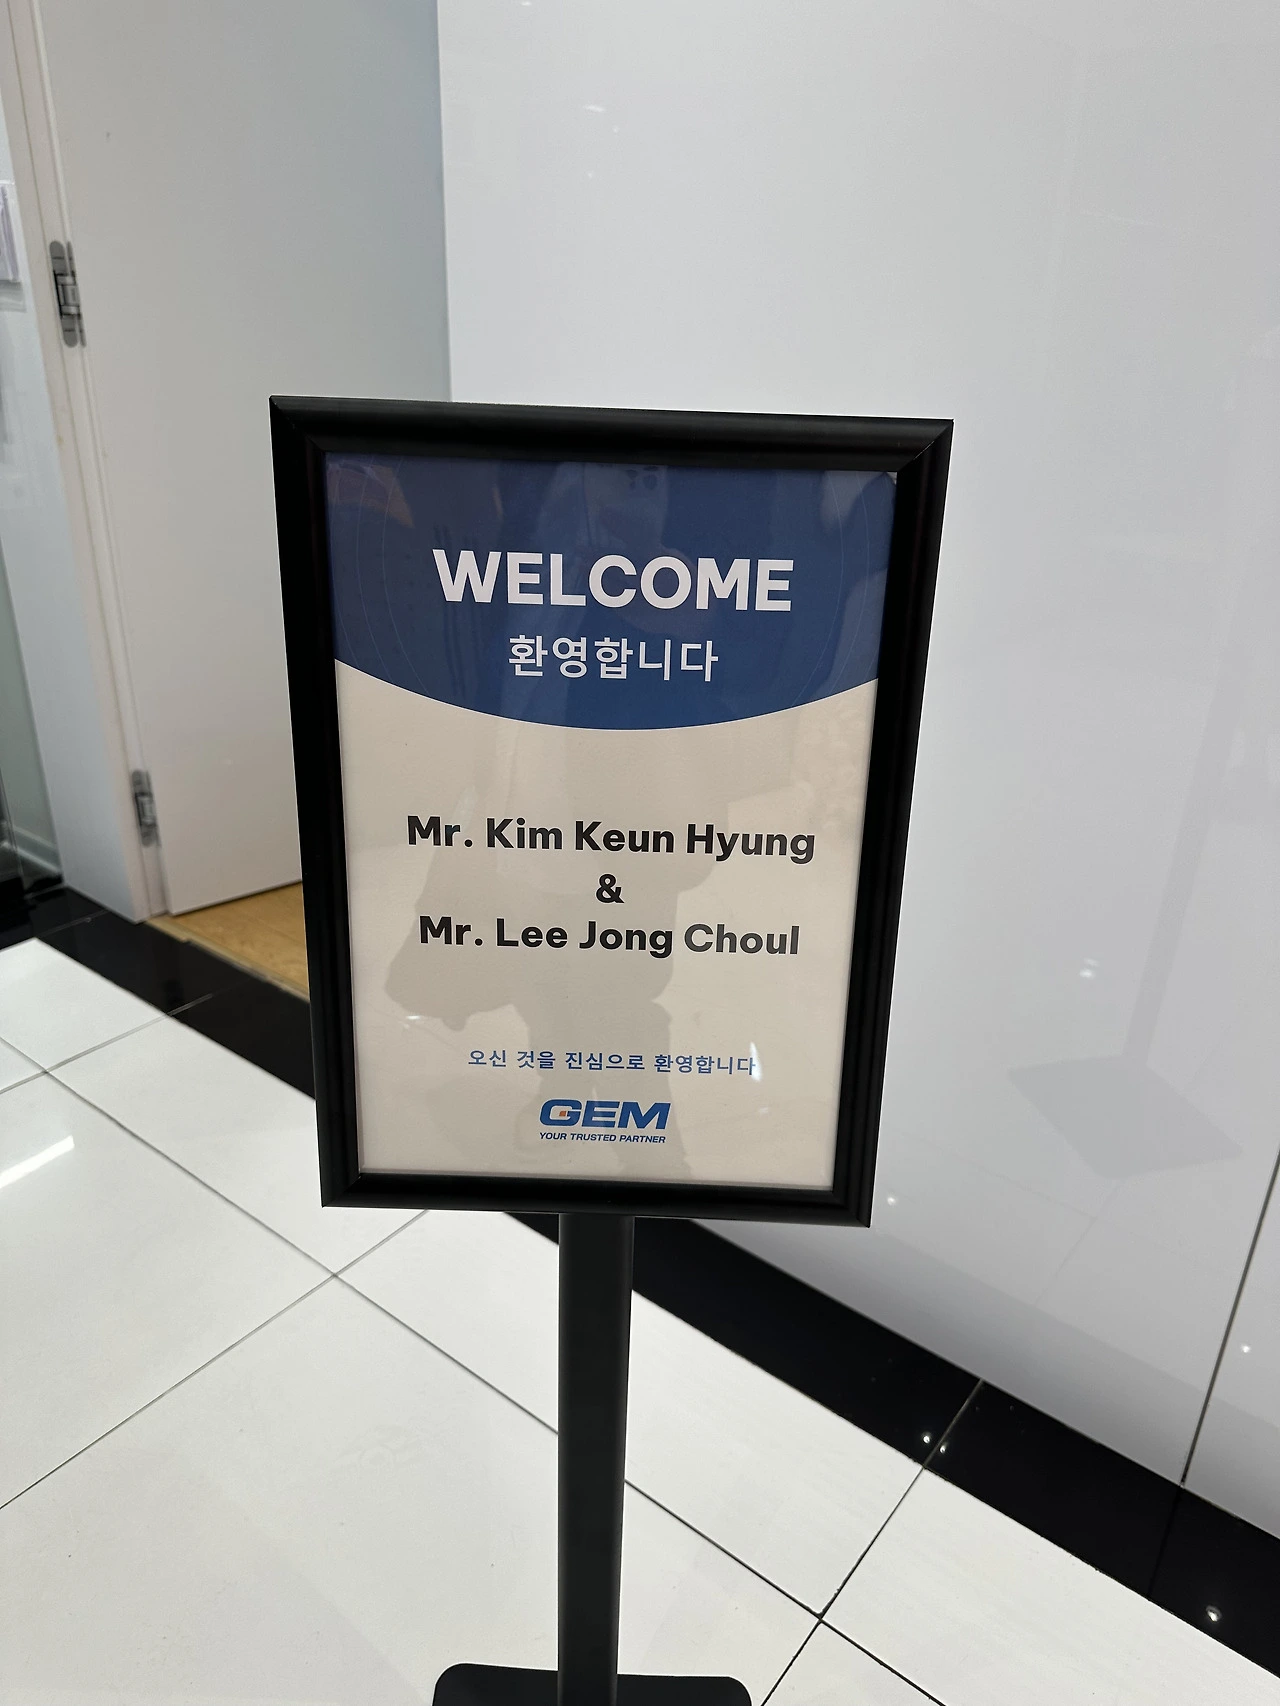 WELCOME
환영합니다
Mr. Kim Keun Hyung
&
Mr. Lee Jong Choul
오신 것을 진심으로 환영합니다
GEM
YOUR TRUSTED PARTNER